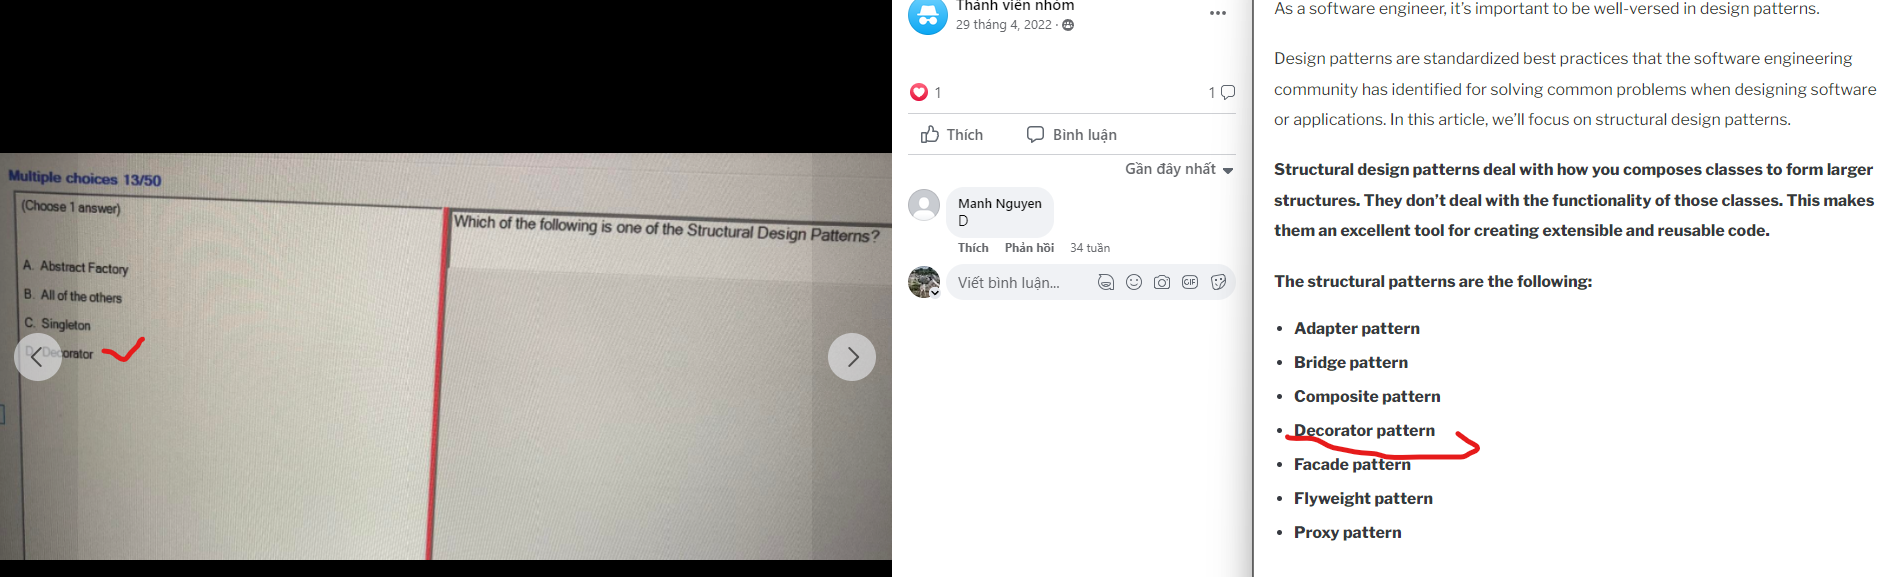 Multiple choices 13/50
(Choose 1 answer)
A. Abstract Factory
B. All of the others
C. Singleton
D. Decorator
Which of the following is one of the Structural Design Patterns?
Thành viên nhóm
29 tháng 4, 2022 ·
1
1
Thích
Bình luận
Gần đây nhất
Manh Nguyen
D
Thích Phản hồi 34 tuần
Viết bình luận...
GIF
As a software engineer, it’s important to be well-versed in design patterns.
Design patterns are standardized best practices that the software engineering
community has identified for solving common problems when designing software
or applications. In this article, we’ll focus on structural design patterns.
Structural design patterns deal with how you composes classes to form larger
structures. They don’t deal with the functionality of those classes. This makes
them an excellent tool for creating extensible and reusable code.
The structural patterns are the following:
• Adapter pattern
• Bridge pattern
• Composite pattern
• Decorator pattern
• Facade pattern
• Flyweight pattern
• Proxy pattern